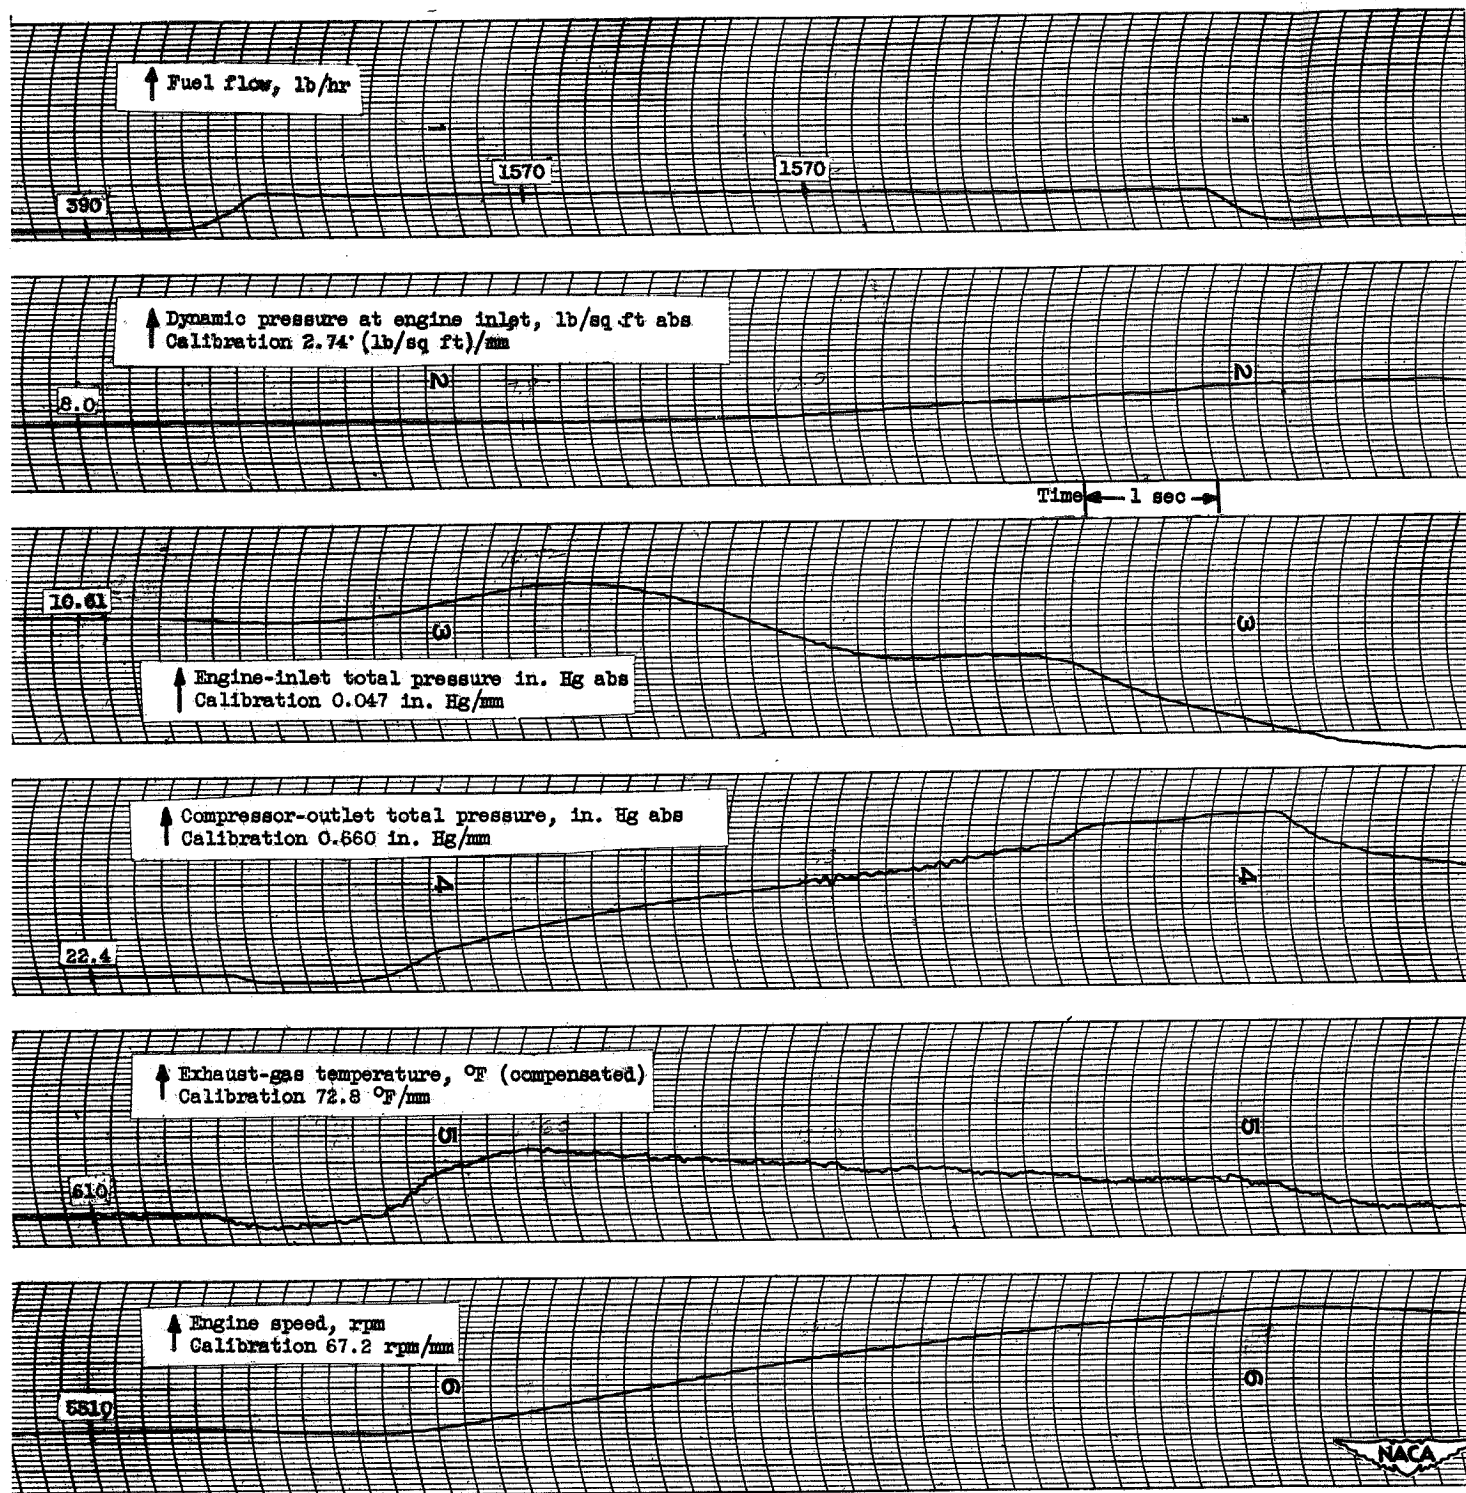 Fuel flow, lb/hr
1
1
1570
1570
390
Dynamic pressure at engine inlet, lb/sq ft abs
Calibration 2.74 (lb/sq ft)/mm
2
2
8.0
Time 1 sec
10.61
3
3
Engine-inlet total pressure in. Hg abs
Calibration 0.047 in. Hg/mm
Compressor-outlet total pressure, in. Hg abs
Calibration 0.660 in. Hg/mm
4
4
22.4
Exhaust-gas temperature, °F (compensated)
Calibration 72.8 °F/mm
5
5
610
Engine speed, rpm
Calibration 67.2 rpm/mm
6
6
NACA